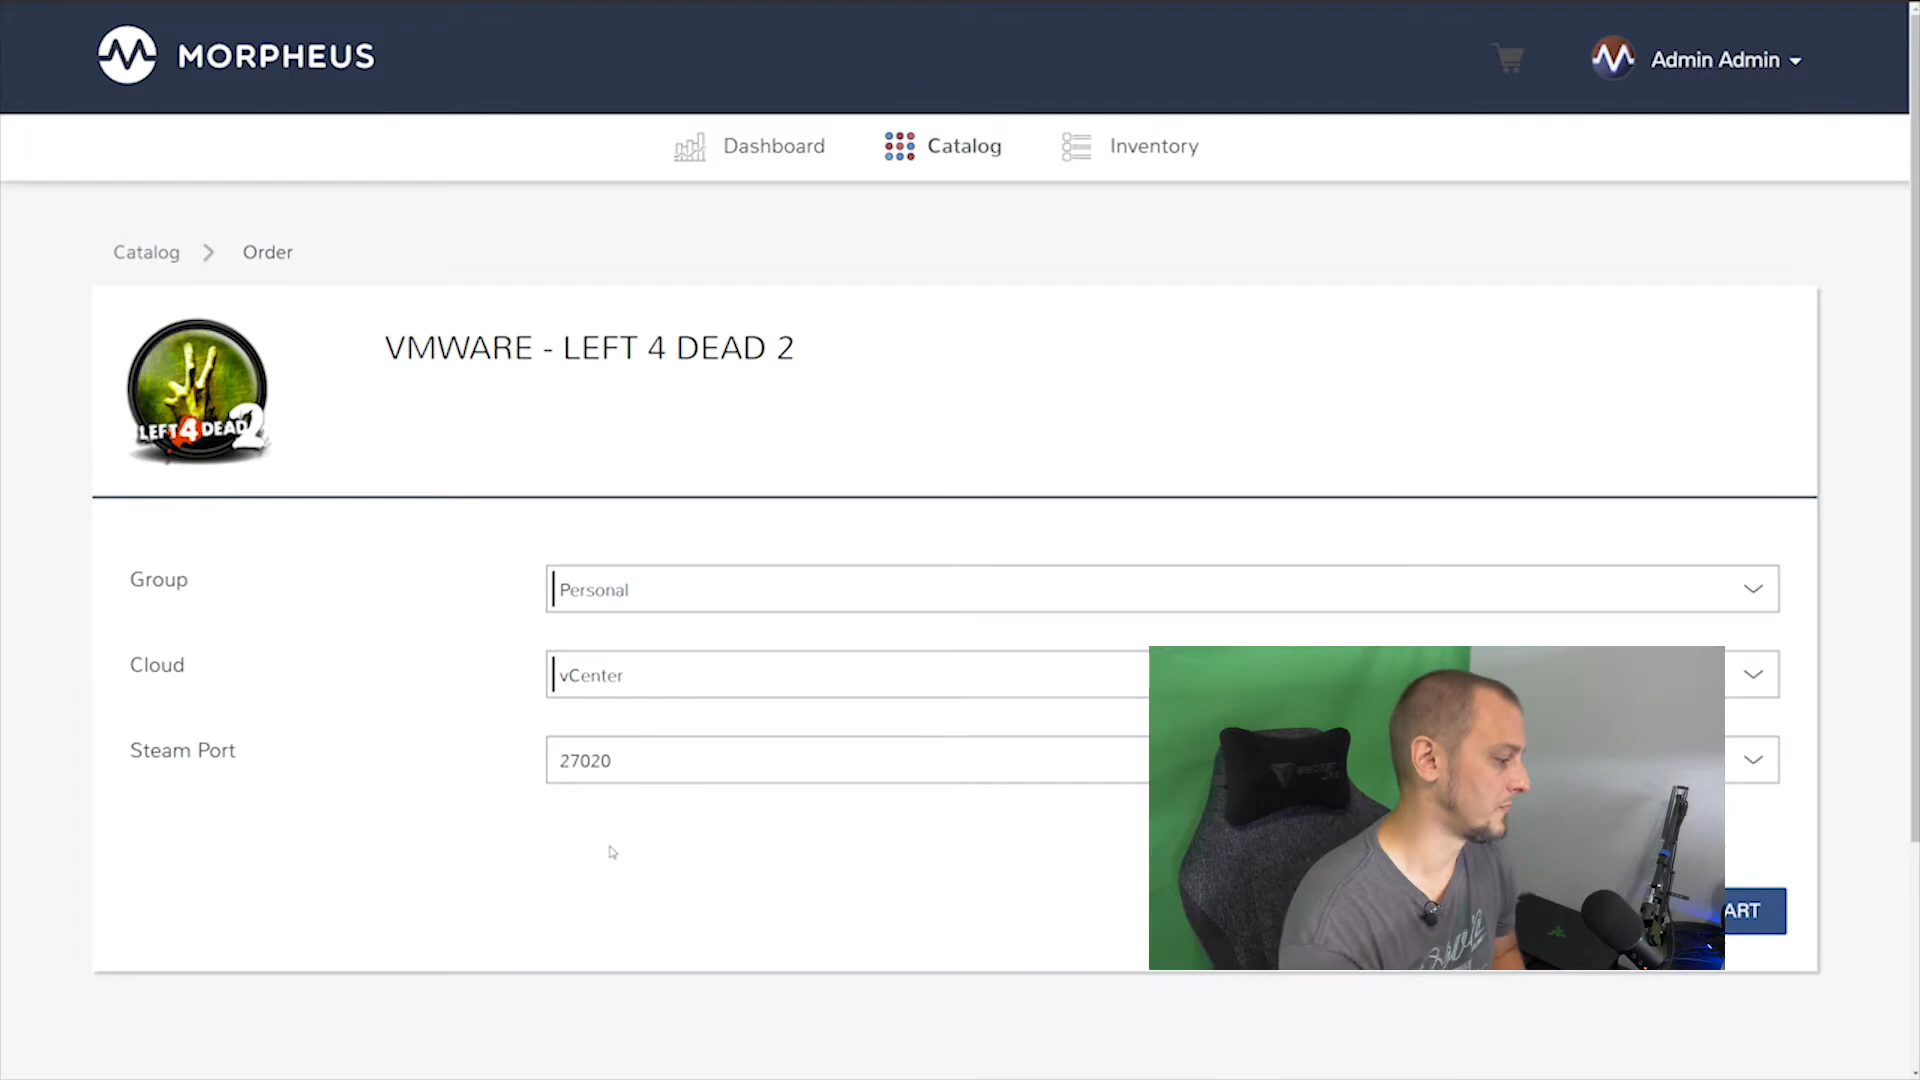 MORPHEUS
Admin Admin
Dashboard
Catalog
Inventory
Catalog
Order
LEFT 4 DEAD 2
VMWARE - LEFT 4 DEAD 2
Group
Personal
Cloud
vCenter
Steam Port
27020
ART